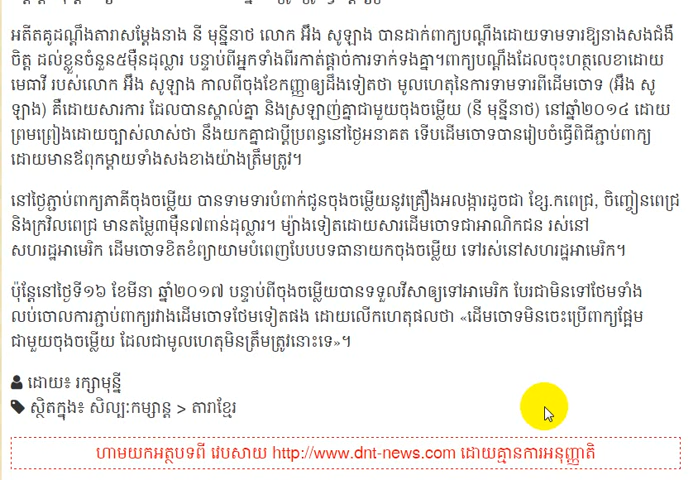 អតីតគូដណ្តឹងតារាសម្តែងនាង នី មុន្នីនាថ លោក អ៊ឹង សូឡាង បានដាក់ពាក្យបណ្តឹងដោយទាមទារឱ្យនាងសងជំងឺ
ចិត្ត ដល់ខ្លួនចំនួន៥ម៉ឺនដុល្លារ បន្ទាប់ពីអ្នកទាំងពីរកាត់ផ្តាច់ការទាក់ទងគ្នា។ពាក្យបណ្តឹងដែលចុះហត្ថលេខាដោយ
មេធាវី របស់លោក អ៊ឹង សូឡាង កាលពីចុងខែកញ្ញាឲ្យដឹងទៀតថា មូលហេតុនៃការទាមទារពីដើមចោទ (អ៊ឹង សូ
ឡាង) គឺដោយសារការ ដែលបានស្គាល់គ្នា និងស្រឡាញ់គ្នាជាមួយចុងចម្លើយ (នី មុន្នីនាថ) នៅឆ្នាំ២០១៤ ដោយ
ព្រមព្រៀងដោយច្បាស់លាស់ថា នឹងយកគ្នាជាប្តីប្រពន្ធនៅថ្ងៃអនាគត ទើបដើមចោទបានរៀបចំធ្វើពិធីភ្ជាប់ពាក្យ
ដោយមានឪពុកម្តាយទាំងសងខាងយ៉ាងត្រឹមត្រូវ។
នៅថ្ងៃភ្ជាប់ពាក្យភាគីចុងចម្លើយ បានទាមទារបំពាក់ជូនចុងចម្លើយនូវគ្រឿងអលង្ការដូចជា ខ្សែ.កពេជ្រ, ចិញ្ចៀនពេជ្រ
និងក្រវិលពេជ្រ មានតម្លៃ៣ម៉ឺន៧ពាន់ដុល្លារ។ ម្យ៉ាងទៀតដោយសារដើមចោទជាអាណិកជន រស់នៅ
សហរដ្ឋអាមេរិក ដើមចោទខិតខំព្យាយាមបំពេញបែបបទធានាយកចុងចម្លើយ ទៅរស់នៅសហរដ្ឋអាមេរិក។
ប៉ុន្តែនៅថ្ងៃទី១៦ ខែមីនា ឆ្នាំ២០១៧ បន្ទាប់ពីចុងចម្លើយបានទទួលវីសាឲ្យទៅអាមេរិក បែរជាមិនទៅថែមទាំង
លប់ចោលការភ្ជាប់ពាក្យរវាងដើមចោទថែមទៀតផង ដោយលើកហេតុផលថា «ដើមចោទមិនចេះប្រើពាក្យផ្អែម
ជាមួយចុងចម្លើយ ដែលជាមូលហេតុមិនត្រឹមត្រូវនោះទេ»។
ដោយ៖ រក្សាមុន្នី
ស្ថិតក្នុង៖ សិល្បៈកម្សាន្ត > តារាខ្មែរ
ហាមយកអត្ថបទពី វេបសាយ http://www.dnt-news.com ដោយគ្មានការអនុញ្ញាតិ